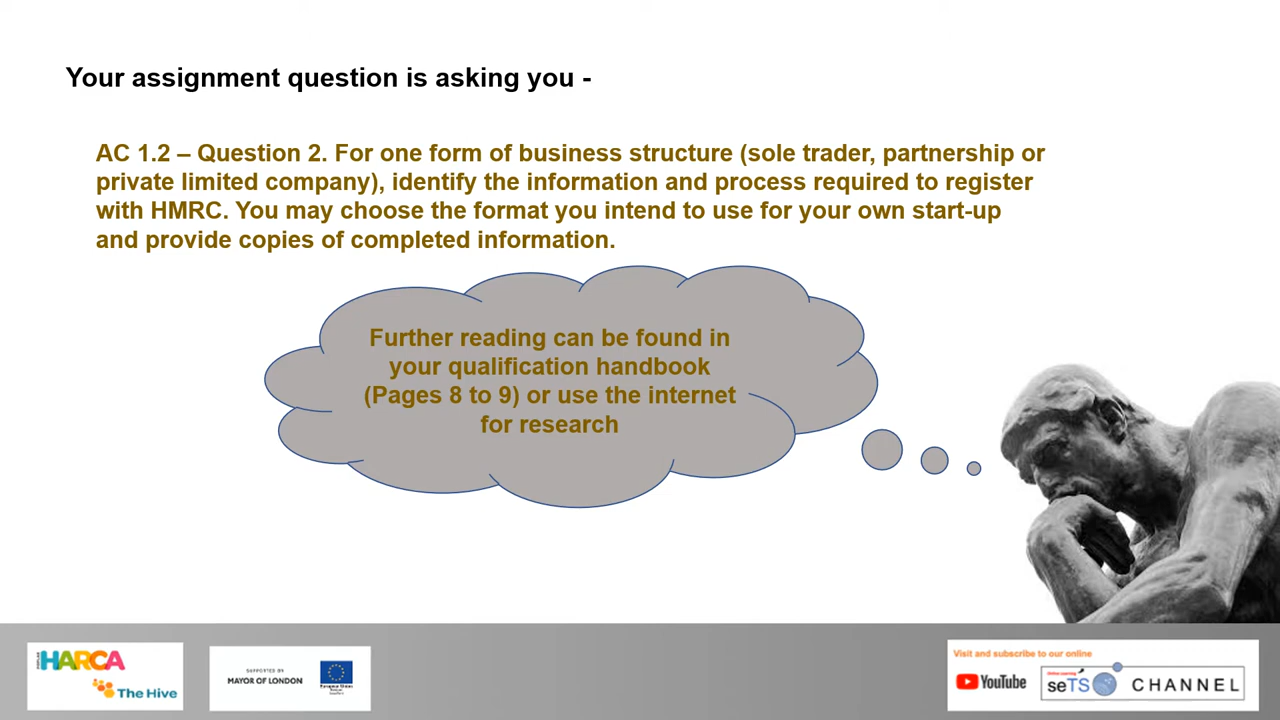 Your assignment question is asking you -
AC 1.2 – Question 2. For one form of business structure (sole trader, partnership or
private limited company), identify the information and process required to register
with HMRC. You may choose the format you intend to use for your own start-up
and provide copies of completed information.
Further reading can be found in
your qualification handbook
(Pages 8 to 9) or use the internet
for research
HARCA
The Hive
SUPPORTED BY
MAYOR OF LONDON
European Union
Visit and subscribe to our online
YouTube
seTS CHANNEL